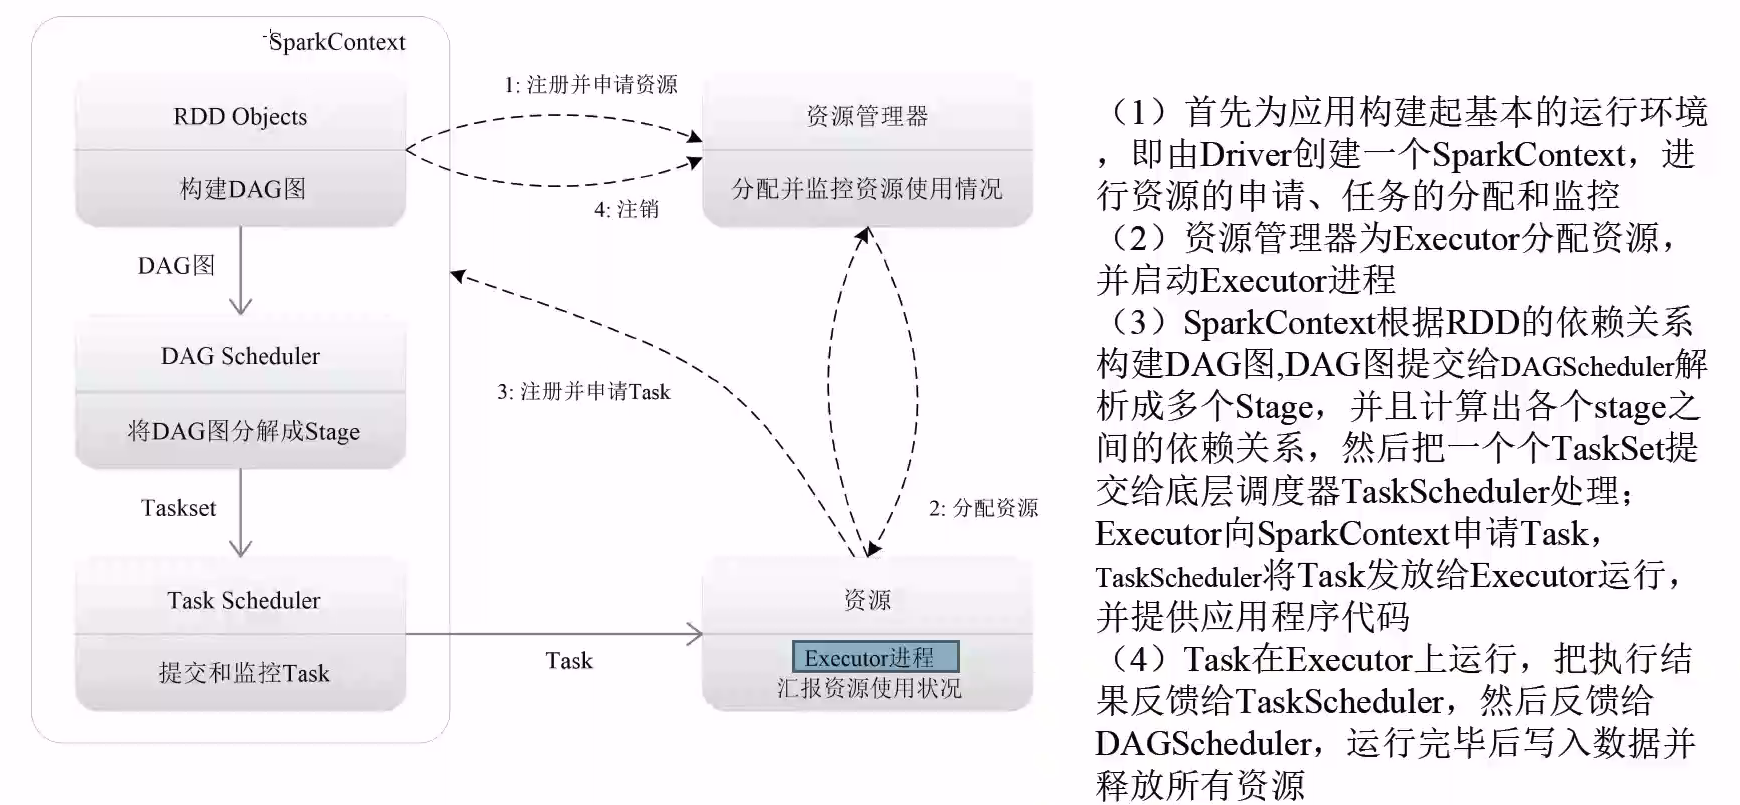 SparkContext
RDD Objects
构建DAG图
DAG图
DAG Scheduler
将DAG图分解成Stage
Taskset
Task Scheduler
提交和监控Task
1: 注册并申请资源
4: 注销
资源管理器
分配并监控资源使用情况
3: 注册并申请Task
2: 分配资源
Task
资源
Executor进程
汇报资源使用状况
（1）首先为应用构建起基本的运行环境
，即由Driver创建一个SparkContext，进
行资源的申请、任务的分配和监控
（2）资源管理器为Executor分配资源，
并启动Executor进程
（3）SparkContext根据RDD的依赖关系
构建DAG图,DAG图提交给DAGScheduler解
析成多个Stage，并且计算出各个stage之
间的依赖关系，然后把一个个TaskSet提
交给底层调度器TaskScheduler处理；
Executor向SparkContext申请Task，
TaskScheduler将Task发放给Executor运行，
并提供应用程序代码
（4）Task在Executor上运行，把执行结
果反馈给TaskScheduler，然后反馈给
DAGScheduler，运行完毕后写入数据并
释放所有资源